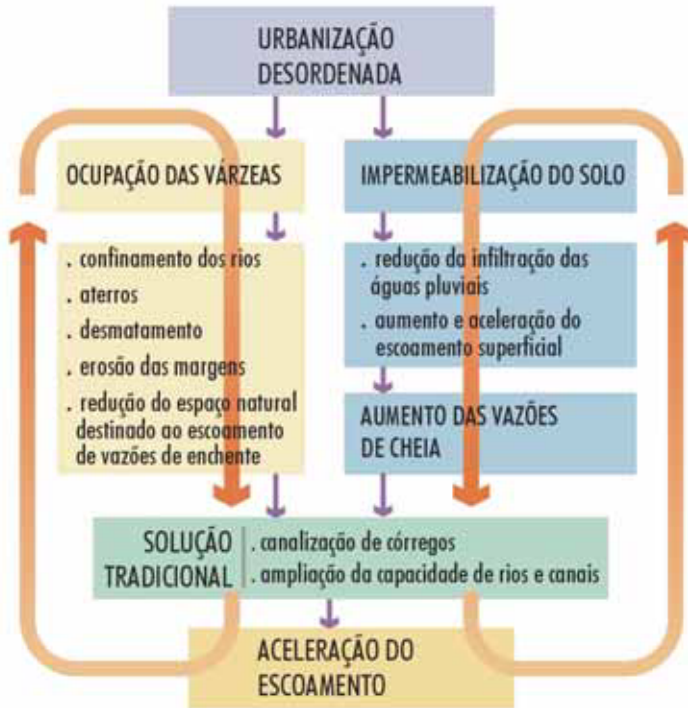 URBANIZAÇÃO
DESORDENADA
OCUPAÇÃO DAS VÁRZEAS
. confinamento dos rios
. aterros
. desmatamento
. erosão das margens
. redução do espaço natural
destinado ao escoamento
de vazões de enchente
IMPERMEABILIZAÇÃO DO SOLO
. redução da infiltração das
águas pluviais
. aumento e aceleração do
escoamento superficial
AUMENTO DAS VAZÕES
DE CHEIA
SOLUÇÃO
TRADICIONAL
. canalização de córregos
. ampliação da capacidade de rios e canais
ACELERAÇÃO DO
ESCOAMENTO